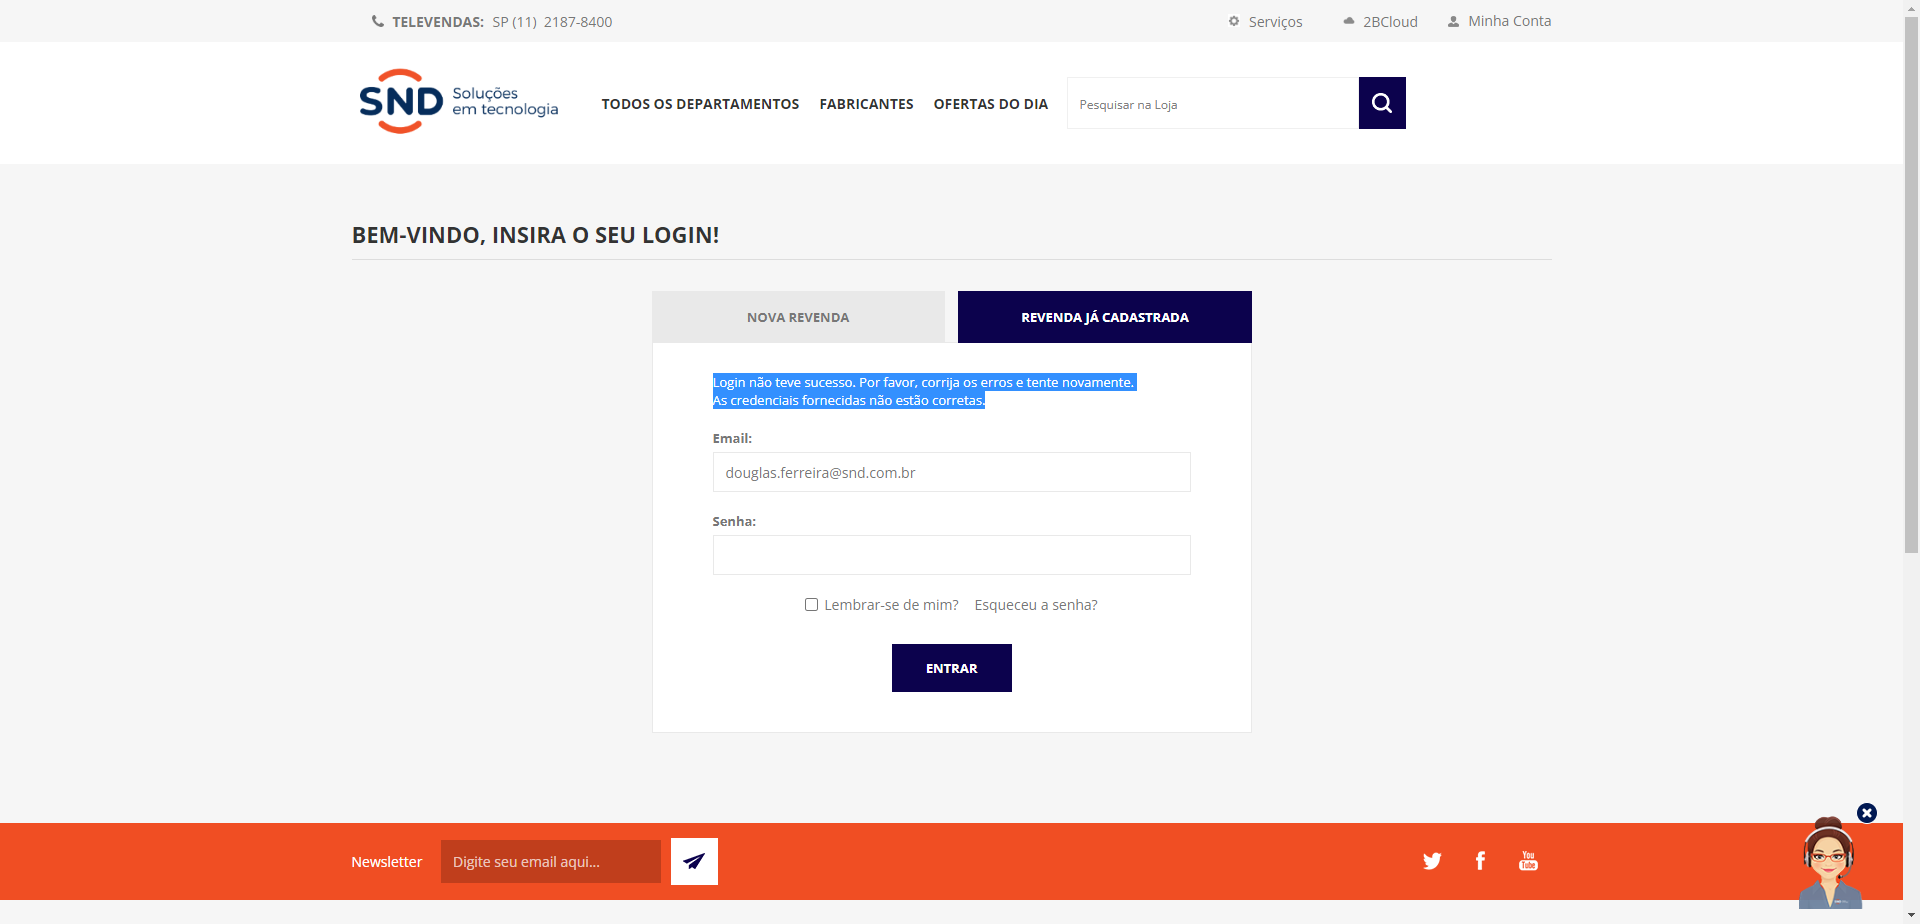 TELEVENDAS: SP (11) 2187-8400
Serviços
2BCloud
Minha Conta
SND Soluções em tecnologia
TODOS OS DEPARTAMENTOS
FABRICANTES
OFERTAS DO DIA
Pesquisar na Loja
BEM-VINDO, INSIRA O SEU LOGIN!
NOVA REVENDA
REVENDA JÁ CADASTRADA
Login não teve sucesso. Por favor, corrija os erros e tente novamente.
As credenciais fornecidas não estão corretas.
Email:
douglas.ferreira@snd.com.br
Senha:
Lembrar-se de mim?
Esqueceu a senha?
ENTRAR
Newsletter
Digite seu email aqui...
You Tube